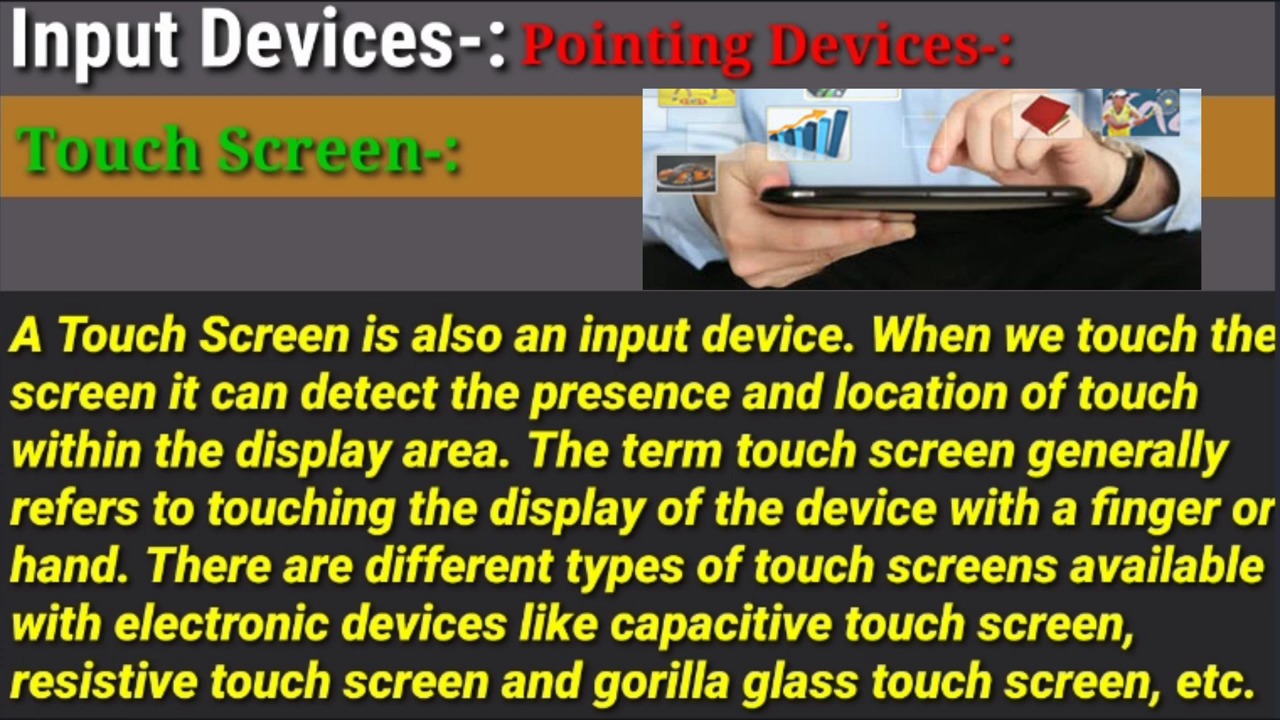 Input Devices-: Pointing Devices-:
Touch Screen-:
A Touch Screen is also an input device. When we touch the
screen it can detect the presence and location of touch
within the display area. The term touch screen generally
refers to touching the display of the device with a finger or
hand. There are different types of touch screens available
with electronic devices like capacitive touch screen,
resistive touch screen and gorilla glass touch screen, etc.